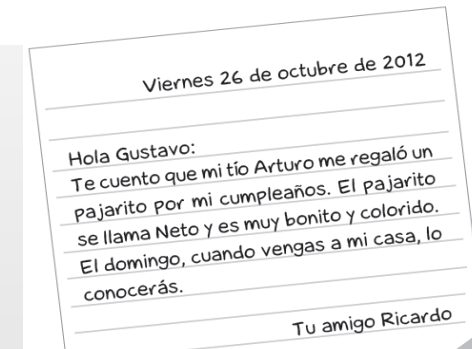 Viernes 26 de octubre de 2012
Hola Gustavo:
Te cuento que mi tío Arturo me regaló un
pajarito por mi cumpleaños. El pajarito
se llama Neto y es muy bonito y colorido.
El domingo, cuando vengas a mi casa, lo
conocerás.
Tu amigo Ricardo